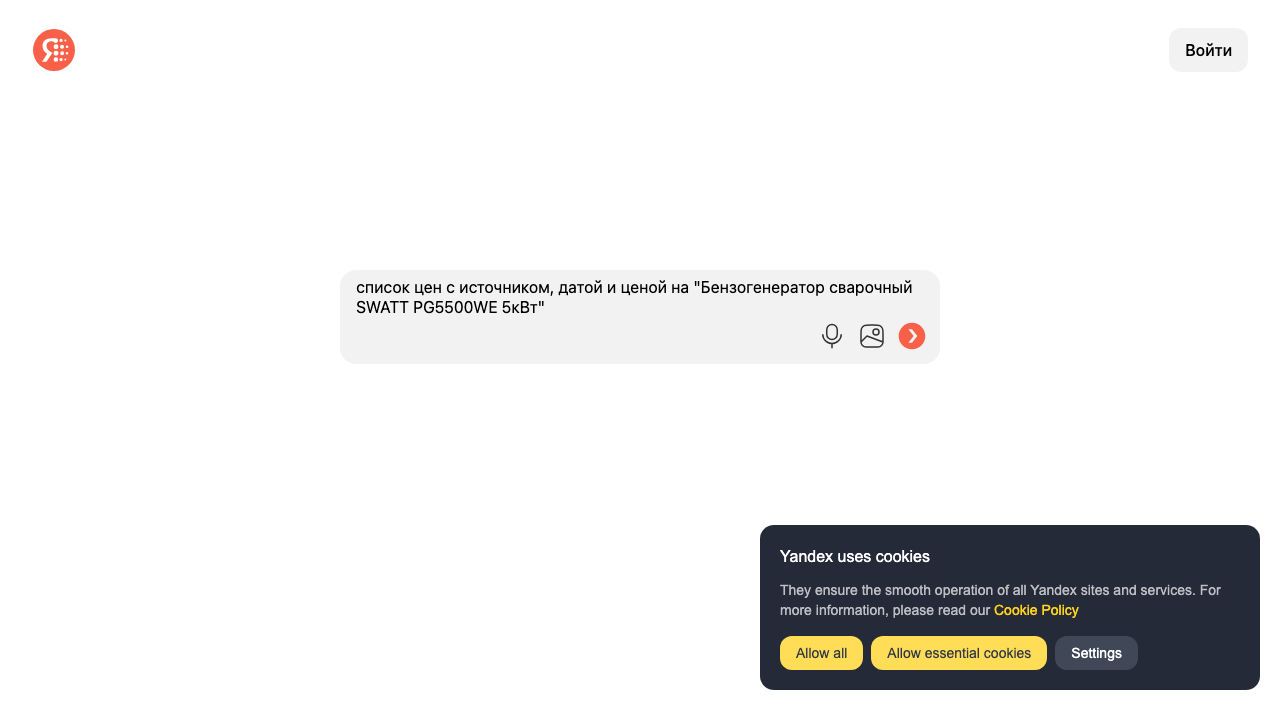 Я
Войти
список цен с источником, датой и ценой на "Бензогенератор сварочный
SWATT PG5500WE 5кВт"
Yandex uses cookies
They ensure the smooth operation of all Yandex sites and services. For
more information, please read our Cookie Policy
Allow all
Allow essential cookies
Settings